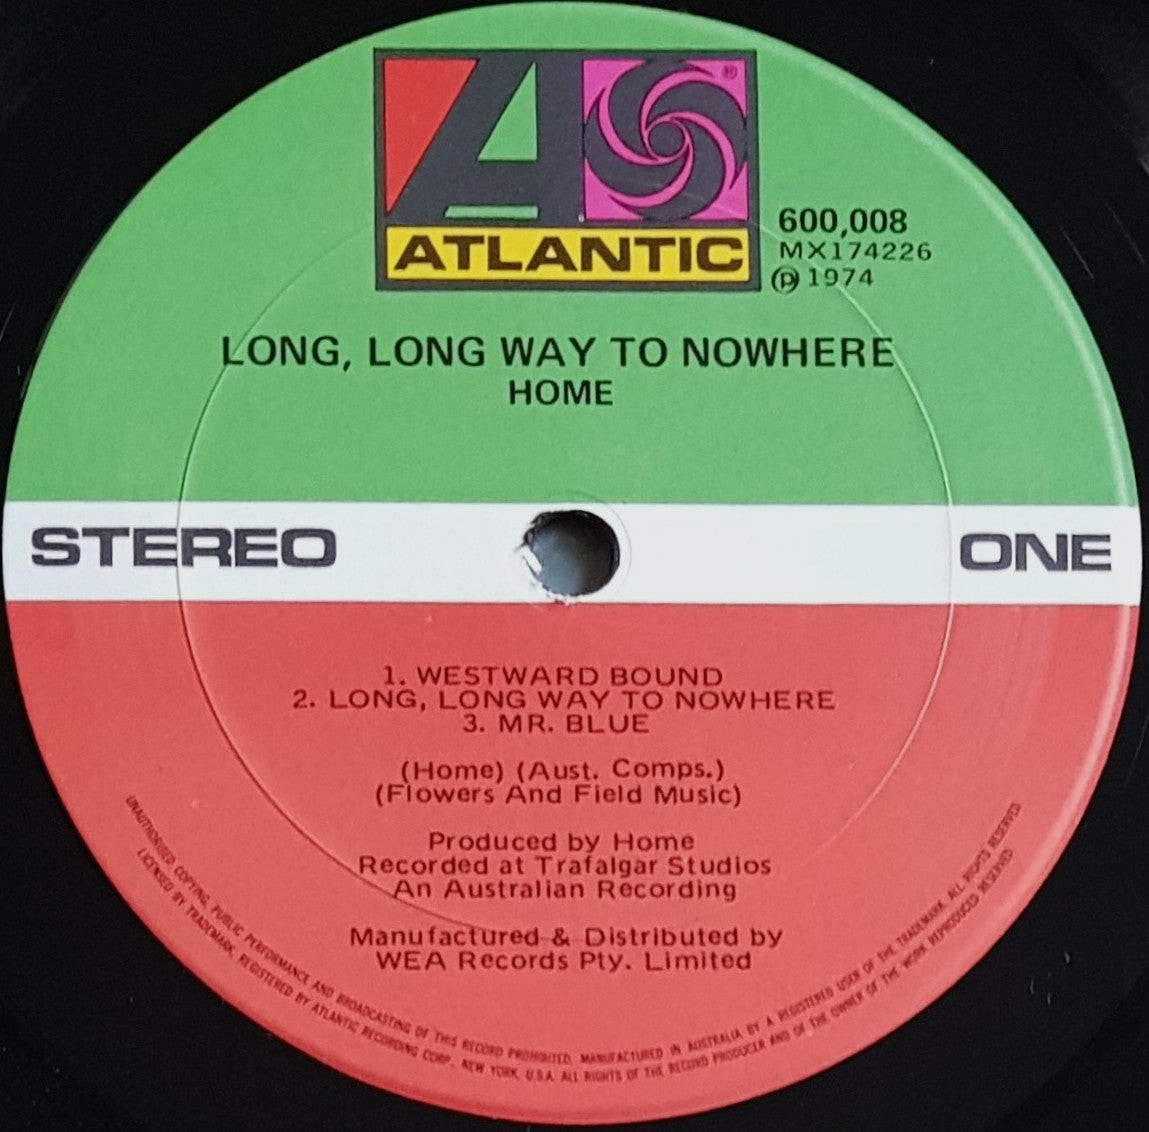 ATLANTIC
®
600,008
MX174226
Ⓟ 1974
LONG, LONG WAY TO NOWHERE
HOME
STEREO
ONE
1. WESTWARD BOUND
2. LONG, LONG WAY TO NOWHERE
3. MR. BLUE
(Home) (Aust. Comps.)
(Flowers And Field Music)
Produced by Home
Recorded at Trafalgar Studios
An Australian Recording
Manufactured & Distributed by
WEA Records Pty. Limited
UNAUTHORISED COPYING, PUBLIC PERFORMANCE AND BROADCASTING OF THIS RECORD PROHIBITED. MANUFACTURED IN AUSTRALIA BY A REGISTERED USER OF THE TRADEMARK. ALL RIGHTS RESERVED.
LICENSED BY TRADEMARK REGISTERED BY ATLANTIC RECORDING CORP., NEW YORK, U.S.A. ALL RIGHTS OF THE RECORD PRODUCER AND OF THE OWNER OF THE WORK REPRODUCED RESERVED